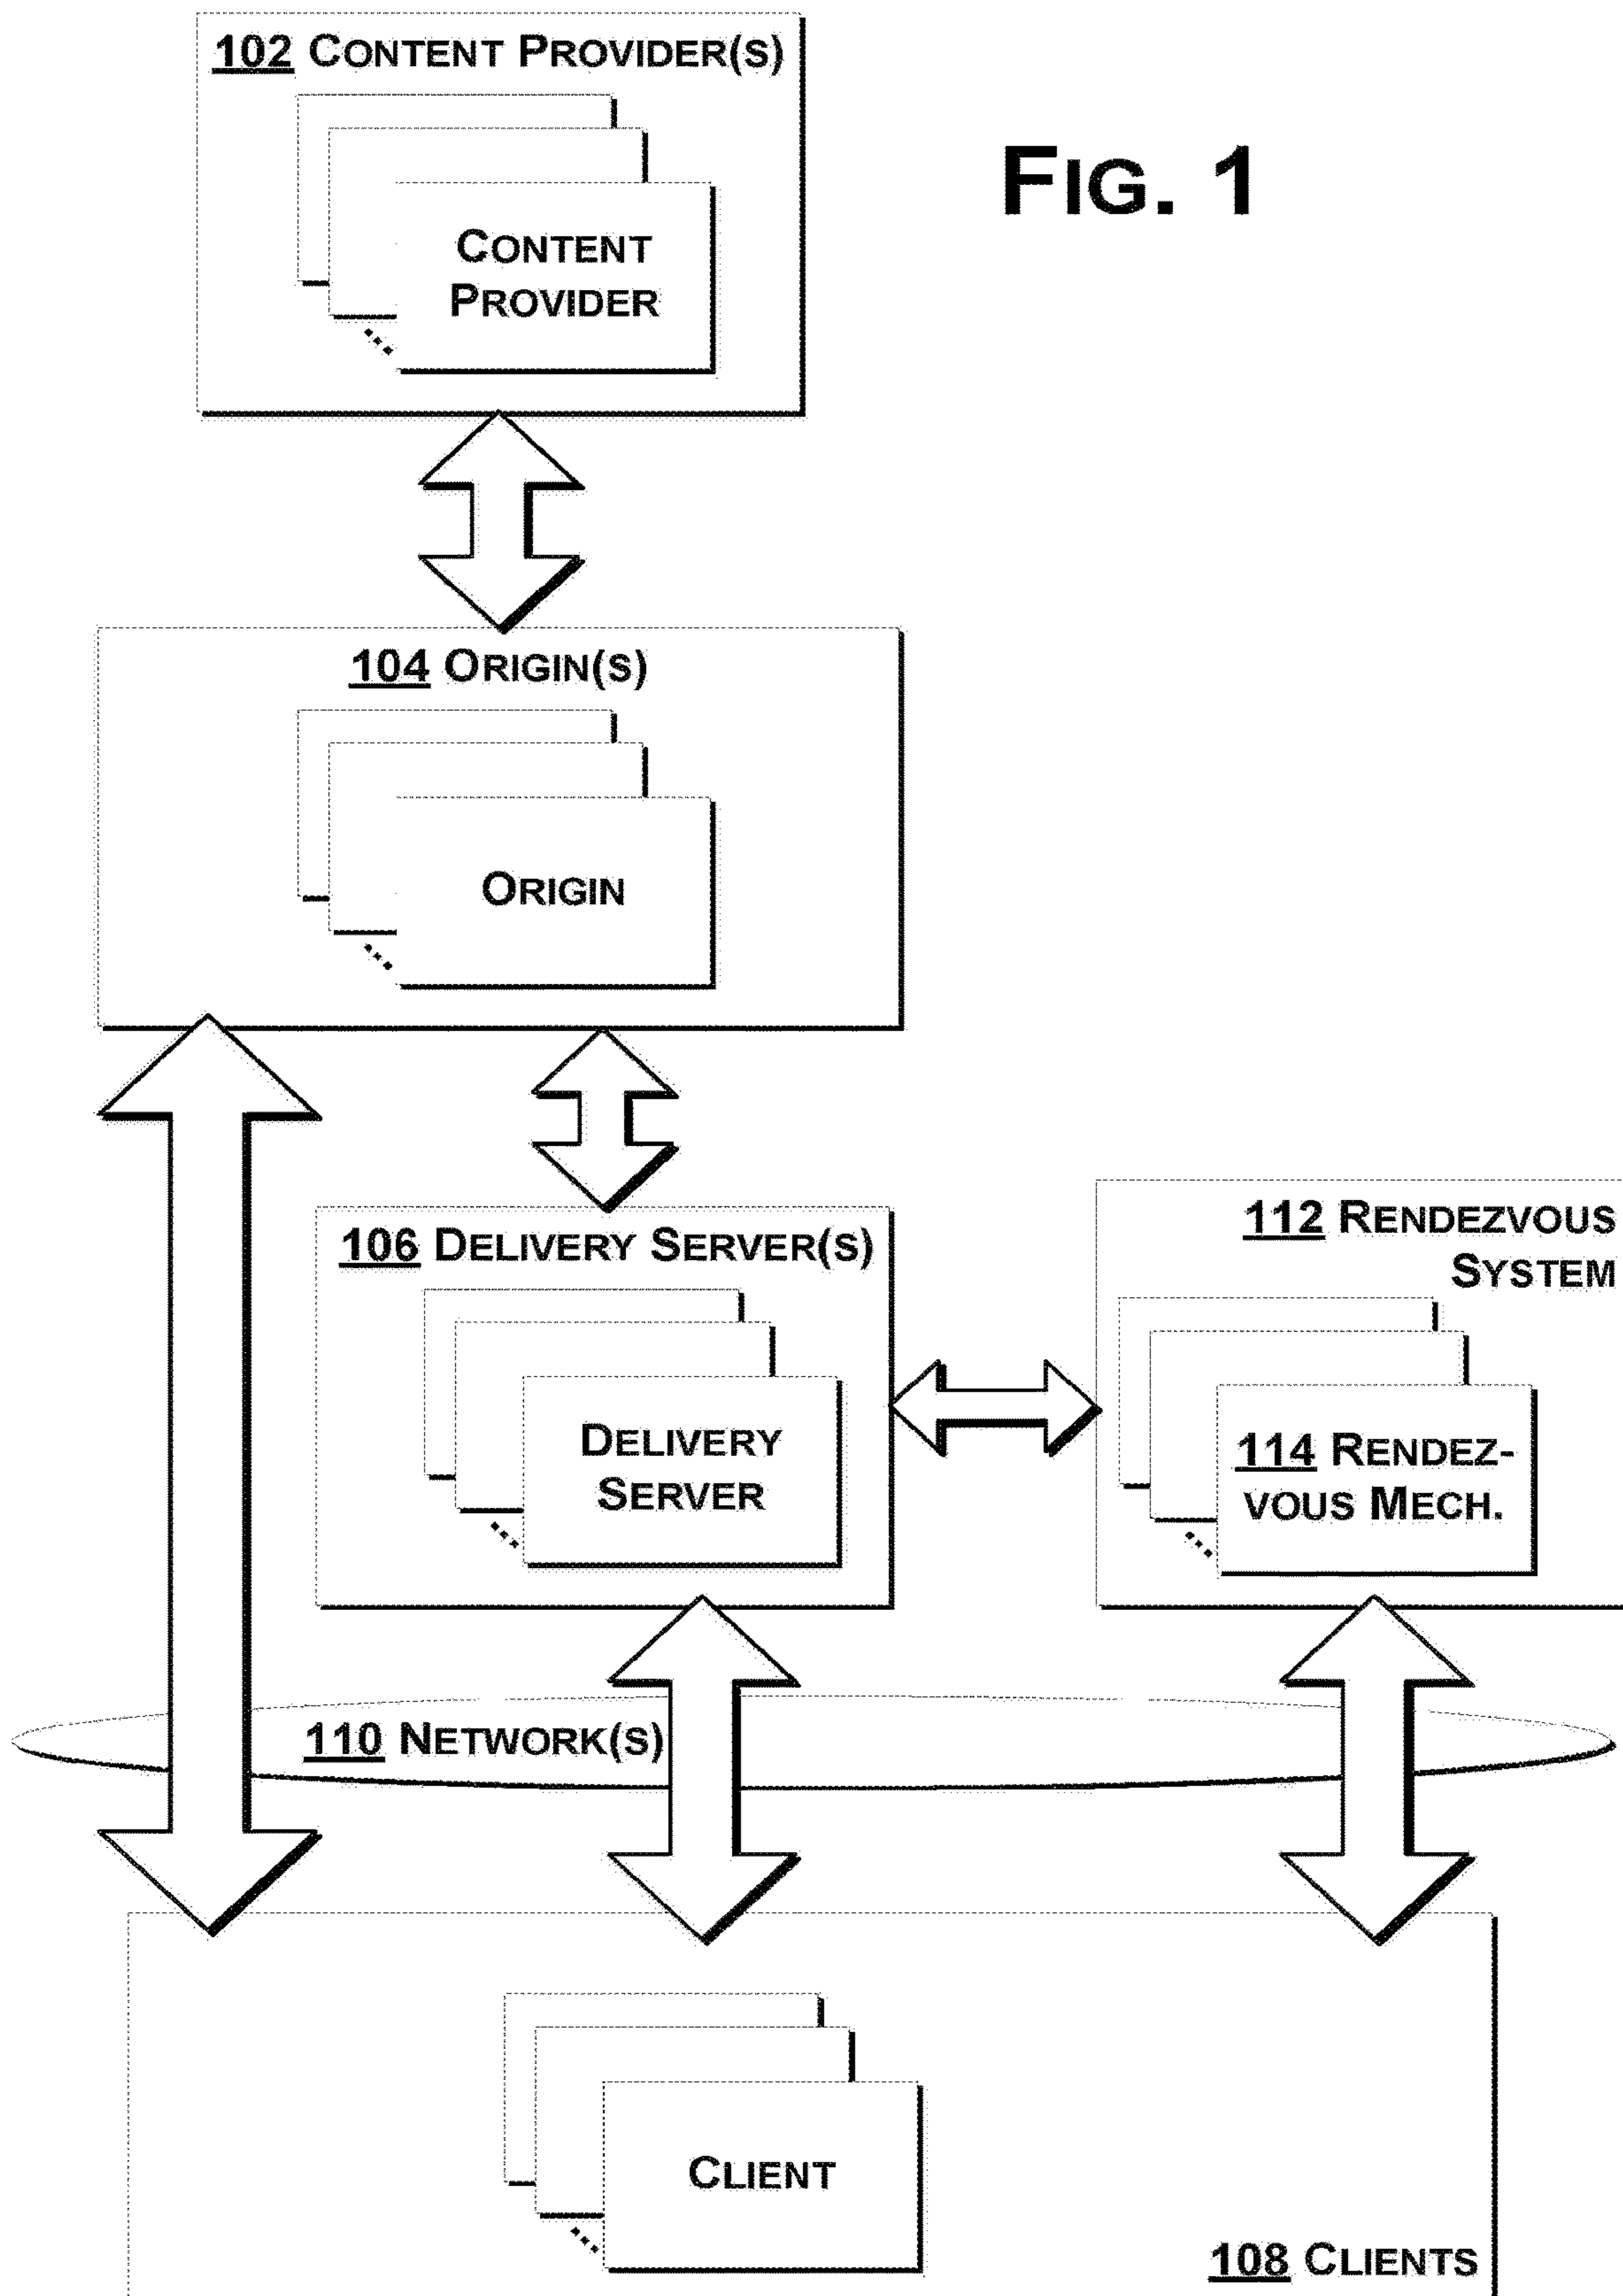 102 CONTENT PROVIDER(S)
CONTENT
PROVIDER
FIG. 1
104 ORIGIN(S)
ORIGIN
106 DELIVERY SERVER(S)
DELIVERY
SERVER
112 RENDEZVOUS
SYSTEM
114 RENDEZ-
VOUS MECH.
110 NETWORK(S)
CLIENT
108 CLIENTS